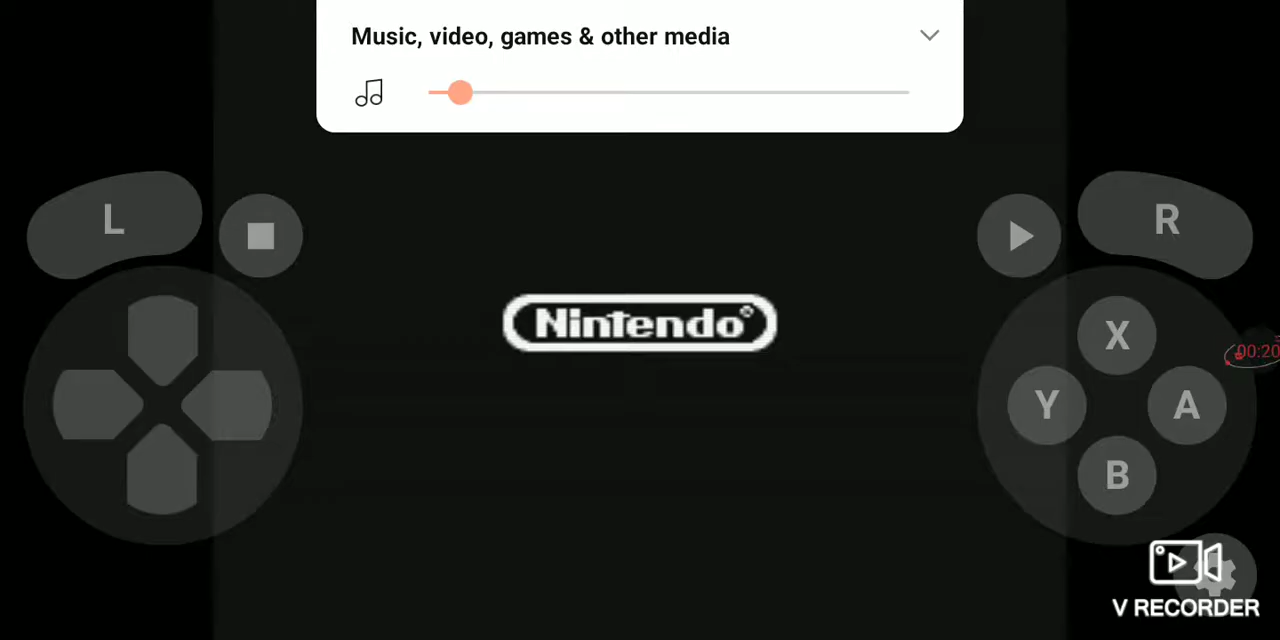 Music, video, games & other media
L
R
Nintendo®
X
00:20
Y
A
B
V RECORDER